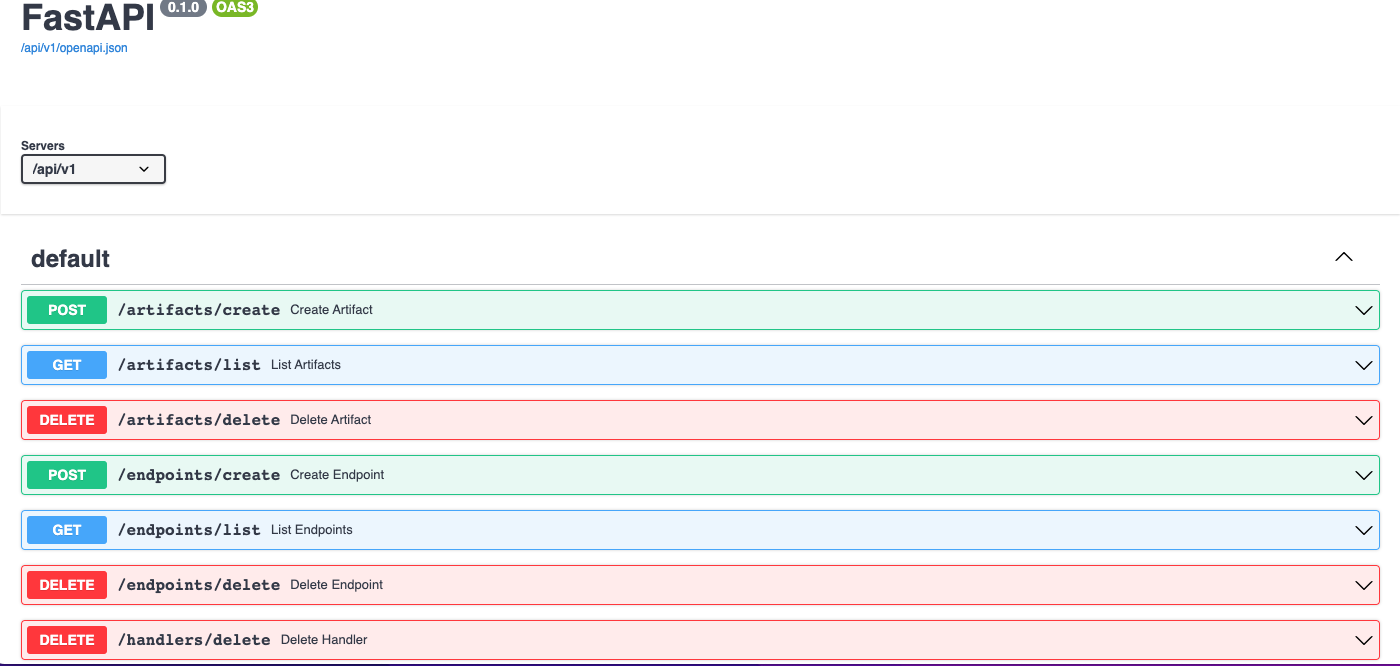 FastAPI 0.1.0 OAS3
/api/v1/openapi.json
Servers
/api/v1
default
POST /artifacts/create Create Artifact
GET /artifacts/list List Artifacts
DELETE /artifacts/delete Delete Artifact
POST /endpoints/create Create Endpoint
GET /endpoints/list List Endpoints
DELETE /endpoints/delete Delete Endpoint
DELETE /handlers/delete Delete Handler